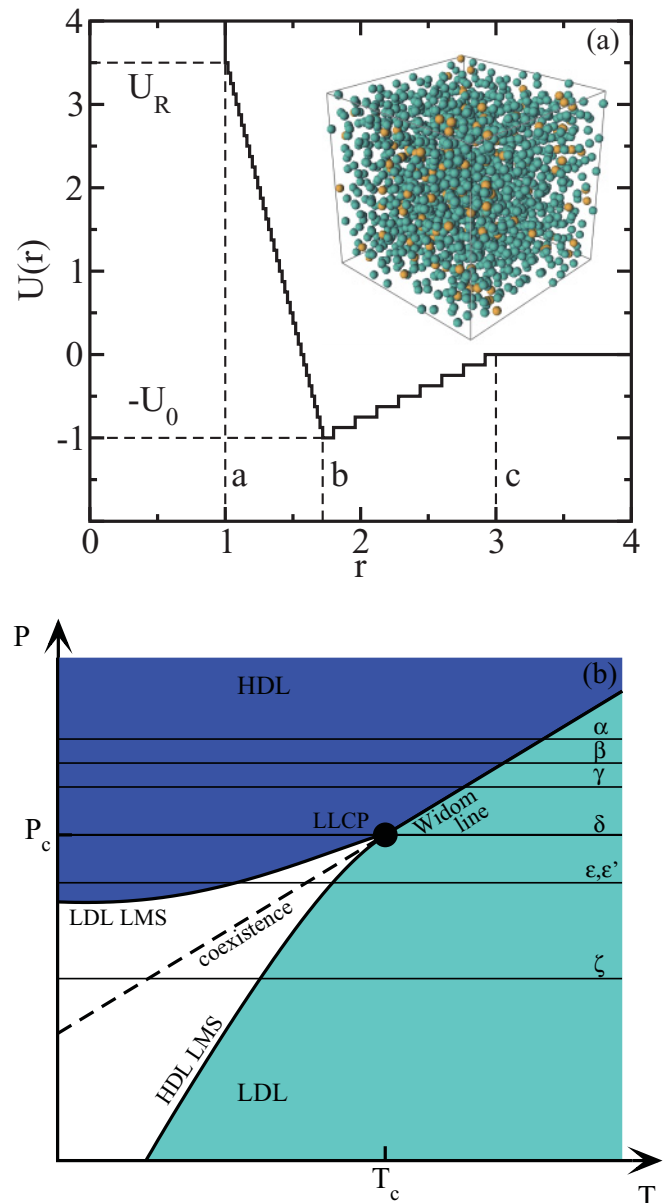 (a)
4
3
2
1
0
-1
U(r)
U_R
-U_0
a
b
c
0
1
2
3
4
r
P
(b)
HDL
α
β
γ
LLCP
Widom
line
P_c
δ
ε,ε’
LDL LMS
coexistence
ζ
HDL LMS
LDL
T_c
T